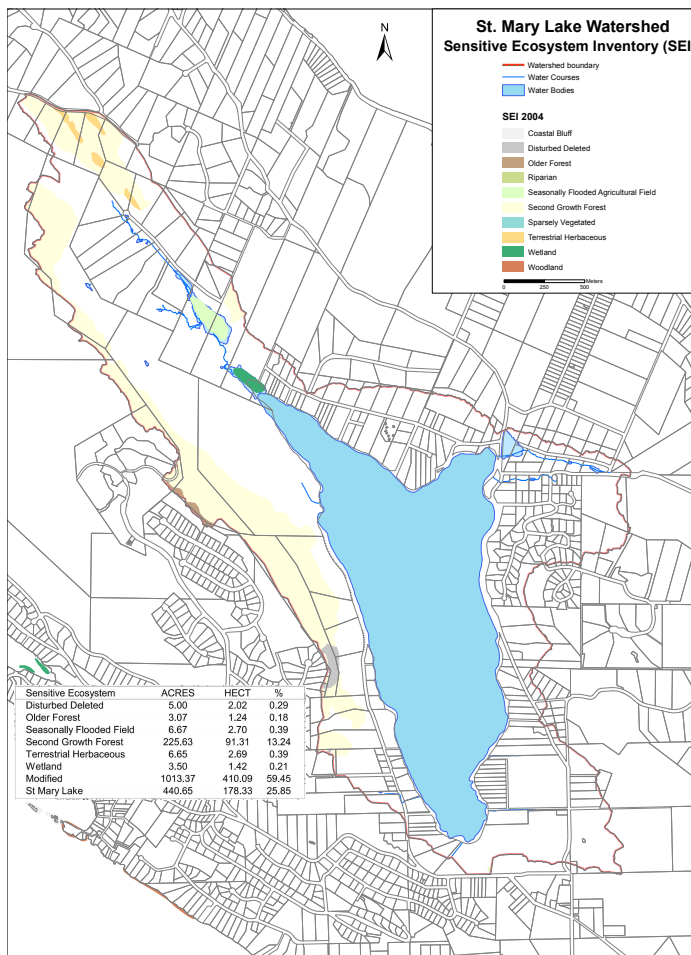 N
St. Mary Lake Watershed
Sensitive Ecosystem Inventory (SEI
Watershed boundary
Water Courses
Water Bodies
SEI 2004
Coastal Bluff
Disturbed Deleted
Older Forest
Riparian
Seasonally Flooded Agricultural Field
Second Growth Forest
Sparsely Vegetated
Terrestrial Herbaceous
Wetland
Woodland
Meters
0 250 500
Sensitive Ecosystem ACRES HECT %
Disturbed Deleted 5.00 2.02 0.29
Older Forest 3.07 1.24 0.18
Seasonally Flooded Field 6.67 2.70 0.39
Second Growth Forest 225.63 91.31 13.24
Terrestrial Herbaceous 6.65 2.69 0.39
Wetland 3.50 1.42 0.21
Modified 1013.37 410.09 59.45
St Mary Lake 440.65 178.33 25.85